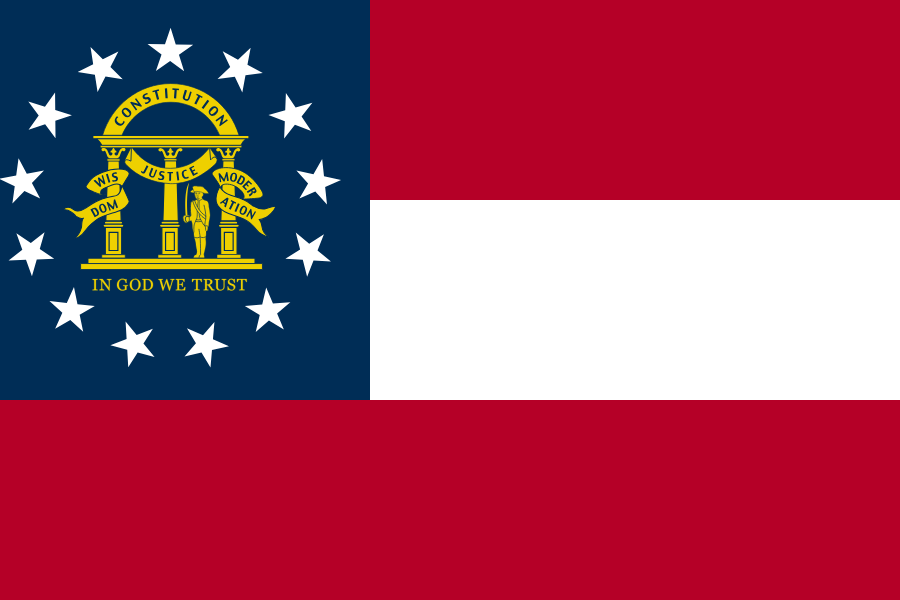 CONSTITUTION
JUSTICE
WIS
DOM
MODER
ATION
IN GOD WE TRUST